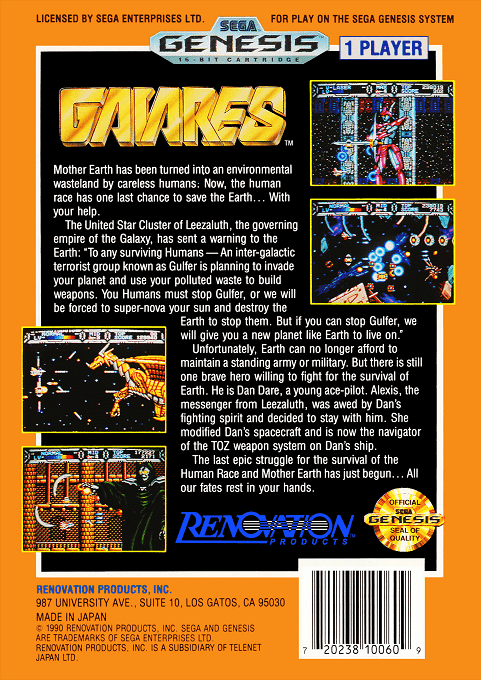 LICENSED BY SEGA ENTERPRISES LTD.
SEGA
GENESIS
16-BIT CARTRIDGE
FOR PLAY ON THE SEGA GENESIS SYSTEM
1 PLAYER
GAIARES™
Mother Earth has been turned into an environmental
wasteland by careless humans. Now, the human
race has one last chance to save the Earth... With
your help.
The United Star Cluster of Leezaluth, the governing
empire of the Galaxy, has sent a warning to the
Earth: "To any surviving Humans — An inter-galactic
terrorist group known as Gulfer is planning to invade
your planet and use your polluted waste to build
weapons. You Humans must stop Gulfer, or we will
be forced to super-nova your sun and destroy the
Earth to stop them. But if you can stop Gulfer, we
will give you a new planet like Earth to live on."
Unfortunately, Earth can no longer afford to
maintain a standing army or military. But there is still
one brave hero willing to fight for the survival of
Earth. He is Dan Dare, a young ace-pilot. Alexis, the
messenger from Leezaluth, was awed by Dan's
fighting spirit and decided to stay with him. She
modified Dan's spacecraft and is now the navigator
of the TOZ weapon system on Dan's ship.
The last epic struggle for the survival of the
Human Race and Mother Earth has just begun... All
our fates rest in your hands.
RENOVATION™
PRODUCTS
OFFICIAL
SEGA
GENESIS
SEAL OF
QUALITY
RENOVATION PRODUCTS, INC.
987 UNIVERSITY AVE., SUITE 10, LOS GATOS, CA 95030
MADE IN JAPAN
© 1990 RENOVATION PRODUCTS, INC. SEGA AND GENESIS
ARE TRADEMARKS OF SEGA ENTERPRISES LTD.
RENOVATION PRODUCTS, INC. IS A SUBSIDIARY OF TELENET
JAPAN LTD.
7 20238 10060 9